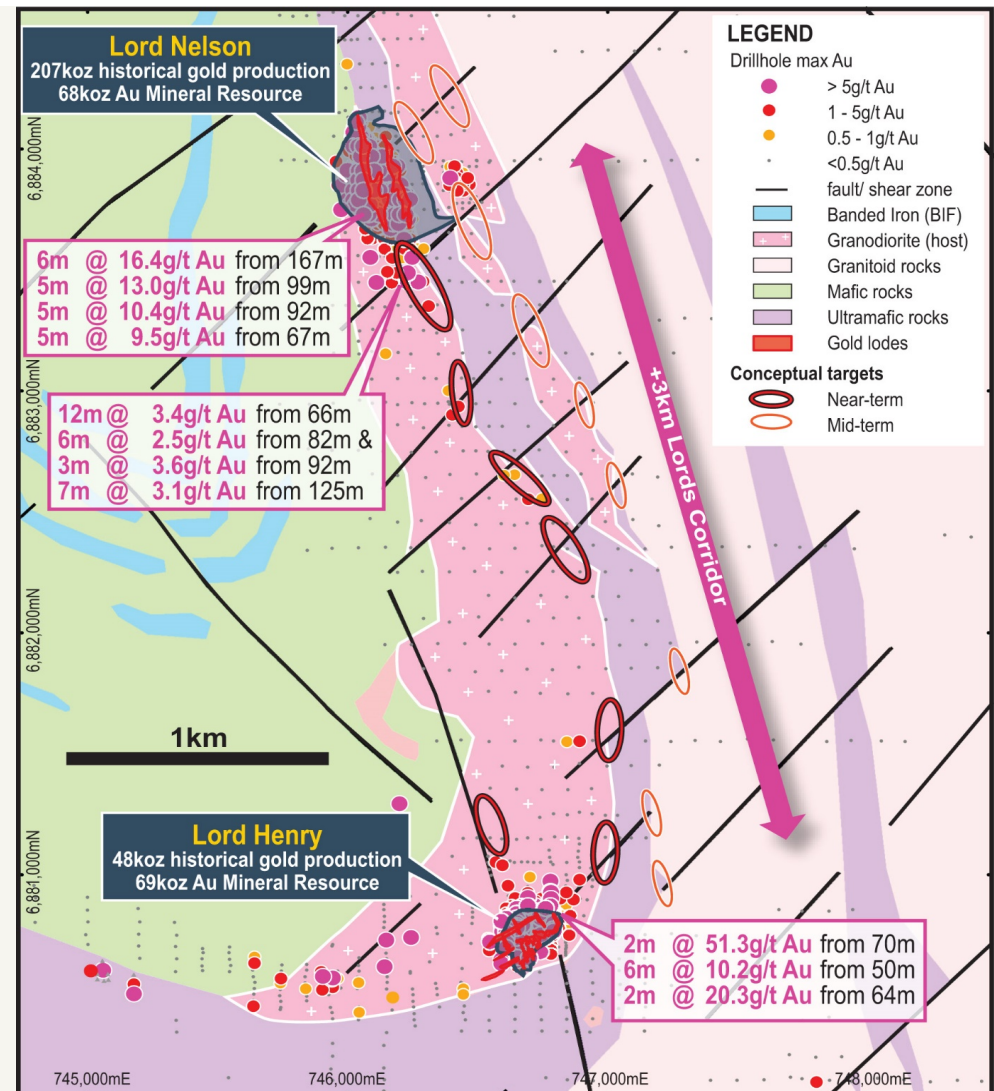 Lord Nelson
207koz historical gold production
68koz Au Mineral Resource
LEGEND
Drillhole max Au
> 5g/t Au
1 - 5g/t Au
0.5 - 1g/t Au
<0.5g/t Au
fault/ shear zone
Banded Iron (BIF)
Granodiorite (host)
Granitoid rocks
Mafic rocks
Ultramafic rocks
Gold lodes
Conceptual targets
Near-term
Mid-term
6,884,000mN
6m @ 16.4g/t Au from 167m
5m @ 13.0g/t Au from 99m
5m @ 10.4g/t Au from 92m
5m @ 9.5g/t Au from 67m
6,883,000mN
12m @ 3.4g/t Au from 66m
6m @ 2.5g/t Au from 82m &
3m @ 3.6g/t Au from 92m
7m @ 3.1g/t Au from 125m
+3km Lords Corridor
6,882,000mN
1km
Lord Henry
48koz historical gold production
69koz Au Mineral Resource
6,881,000mN
2m @ 51.3g/t Au from 70m
6m @ 10.2g/t Au from 50m
2m @ 20.3g/t Au from 64m
745,000mE
746,000mE
747,000mE
748,000mE